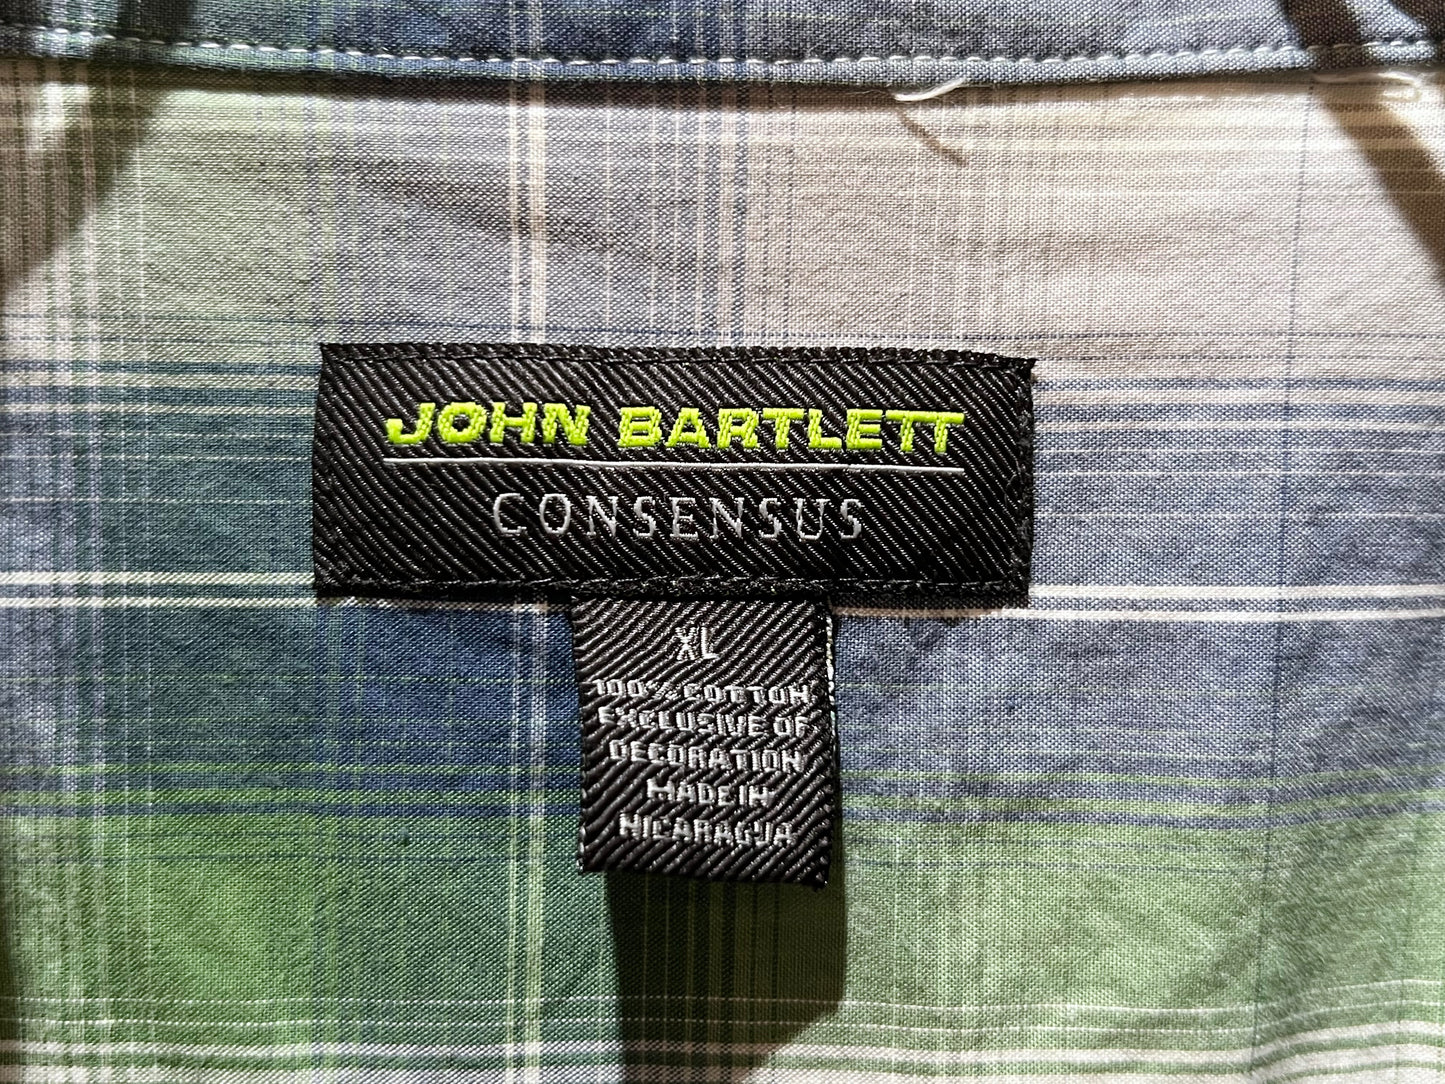 JOHN BARTLETT
CONSENSUS
XL
100% COTTON
EXCLUSIVE OF
DECORATION
MADE IN
NICARAGUA